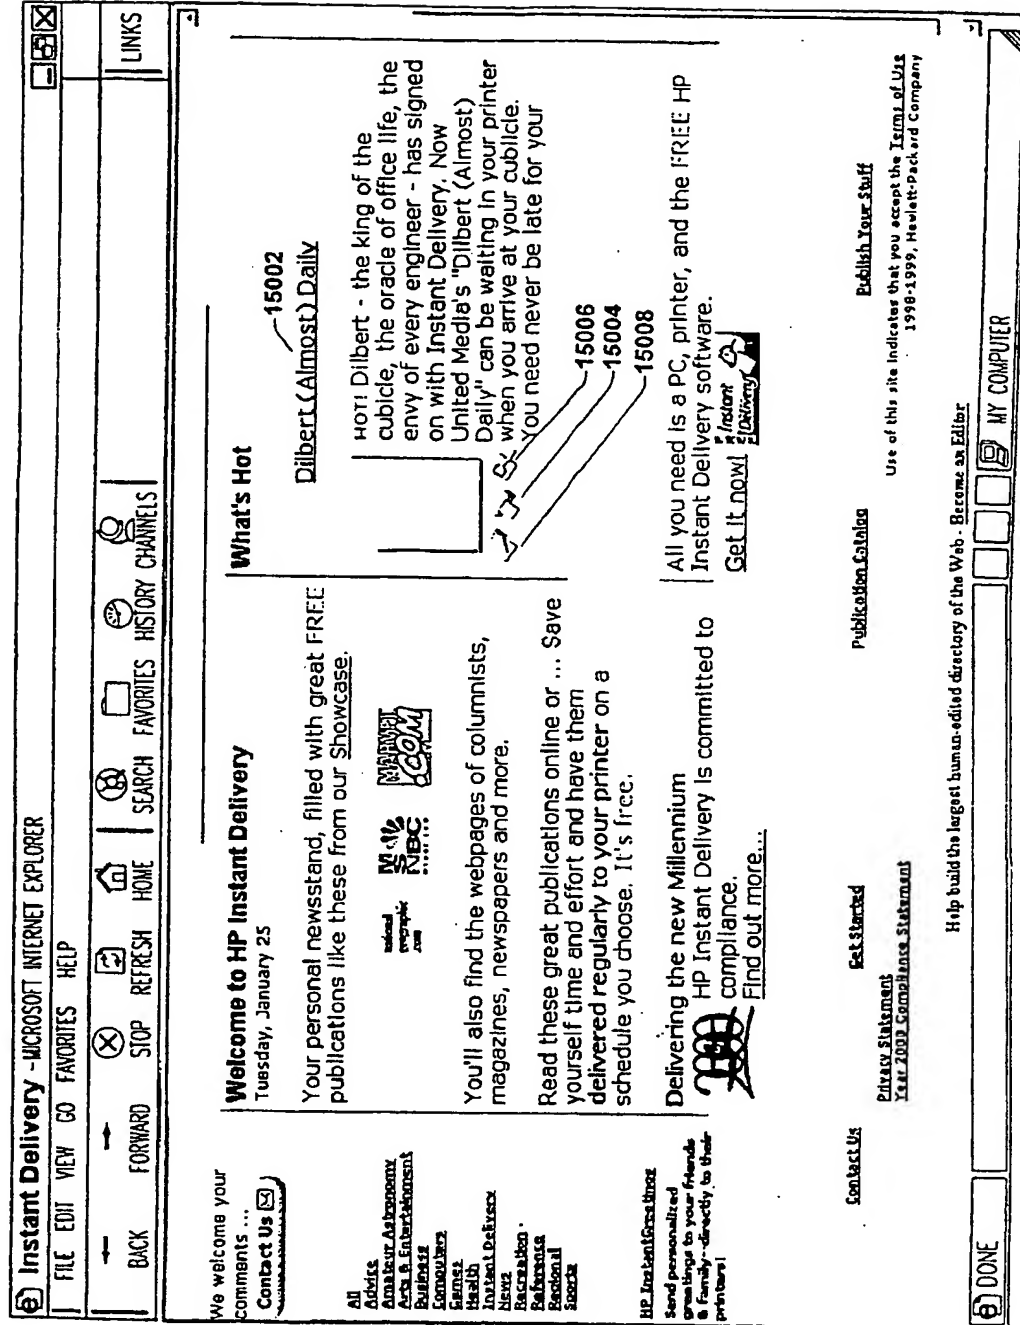 Instant Delivery - MICROSOFT INTERNET EXPLORER
FILE EDIT VIEW GO FAVORITES HELP
BACK FORWARD STOP REFRESH HOME SEARCH FAVORITES HISTORY CHANNELS LINKS
We welcome your
comments ...
Contact Us
All
Advice
Amateur Astronomy
Arts & Entertainment
Business
Computers
Games
Health
Instant Delivery
News
Recreation
Reference
Regional
Sports
HP InstantGreetings
Send personalized
greetings to your friends
& family--directly to their
printers!
Welcome to HP Instant Delivery
Tuesday, January 25
Your personal newsstand, filled with great FREE
publications like these from our Showcase.
national
geographic
.com
MSNBC
MARVEL
.COM
You'll also find the webpages of columnists,
magazines, newspapers and more.
Read these great publications online or ... Save
yourself time and effort and have them
delivered regularly to your printer on a
schedule you choose. It's free.
Delivering the new Millennium
HP Instant Delivery is committed to
compliance.
Find out more...
What's Hot
15002
Dilbert (Almost) Daily
HOT! Dilbert - the king of the
cubicle, the oracle of office life, the
envy of every engineer - has signed
on with Instant Delivery. Now
United Media's "Dilbert (Almost)
Daily" can be waiting in your printer
when you arrive at your cubilcle.
You need never be late for your
15006
15004
15008
All you need is a PC, printer, and the FREE HP
Instant Delivery software.
Get it now!
Instant
Delivery
Contact Us Get Started Publication Catalog Publish Your Stuff
Privacy Statement
Year 2000 Compliance Statement
Use of this site indicates that you accept the Terms of Use
1998-1999, Hewlett-Packard Company
Help build the largest human-edited directory of the Web - Become an Editor
DONE MY COMPUTER